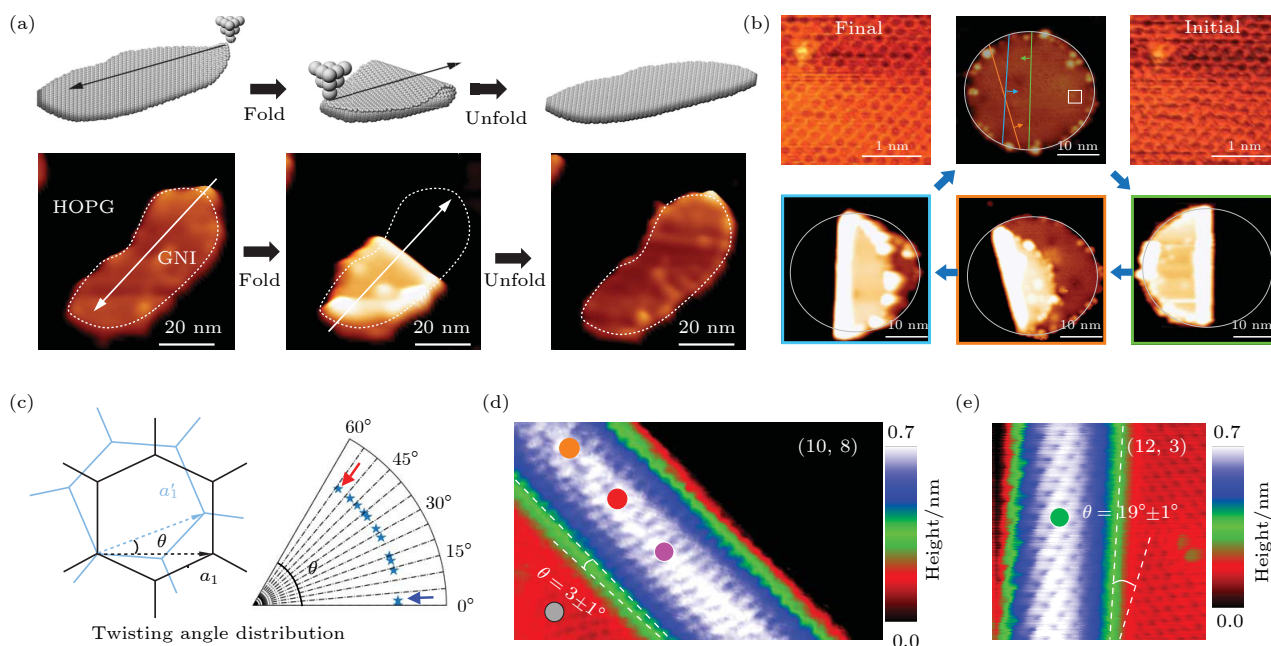 (a)
Fold
Unfold
HOPG
GNI
20 nm
Fold
20 nm
Unfold
20 nm
(b)
Final
1 nm
10 nm
Initial
1 nm
10 nm
10 nm
10 nm
(c)
a′₁
θ
a₁
60°
45°
30°
15°
0°
θ
Twisting angle distribution
(d)
(10, 8)
θ = 3±1°
0.7
Height/nm
0.0
(e)
(12, 3)
θ = 19°±1°
0.7
Height/nm
0.0